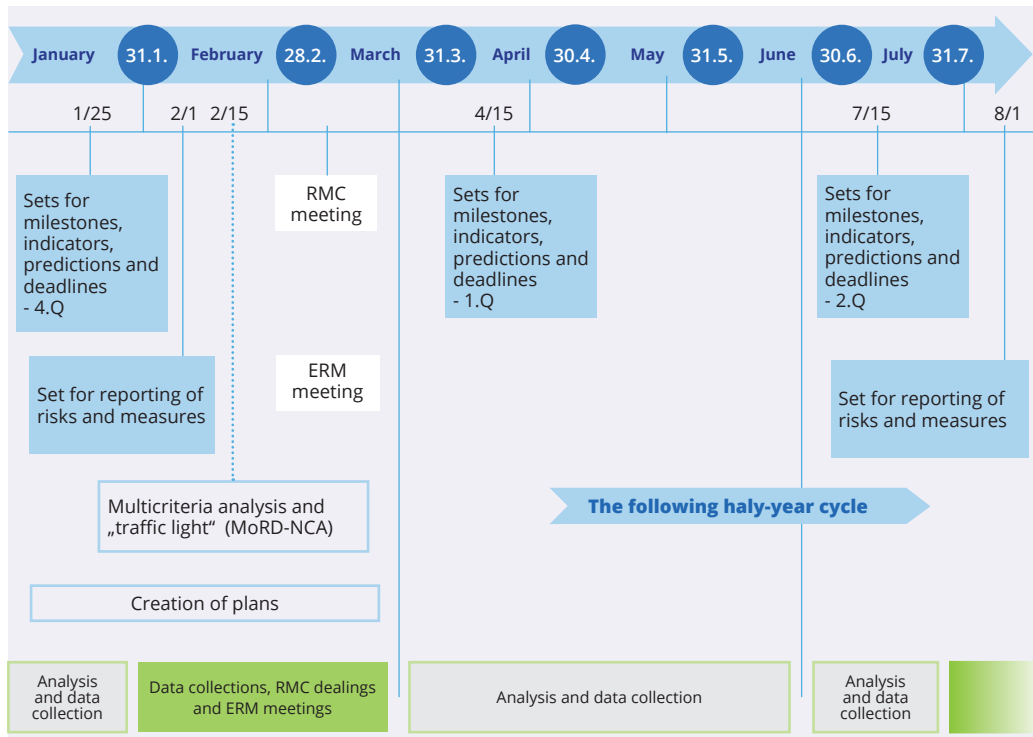 January 31.1. February 28.2. March 31.3. April 30.4. May 31.5. June 30.6. July 31.7.
1/25 2/1 2/15 4/15 7/15 8/1
Sets for
milestones,
indicators,
predictions and
deadlines
- 4.Q
RMC
meeting
Sets for
milestones,
indicators,
predictions and
deadlines
- 1.Q
Sets for
milestones,
indicators,
predictions and
deadlines
- 2.Q
Set for reporting of
risks and measures
ERM
meeting
Set for reporting of
risks and measures
Multicriteria analysis and
„traffic light“ (MoRD-NCA)
The following haly-year cycle
Creation of plans
Analysis
and data
collection
Data collections, RMC dealings
and ERM meetings
Analysis and data collection
Analysis
and data
collection